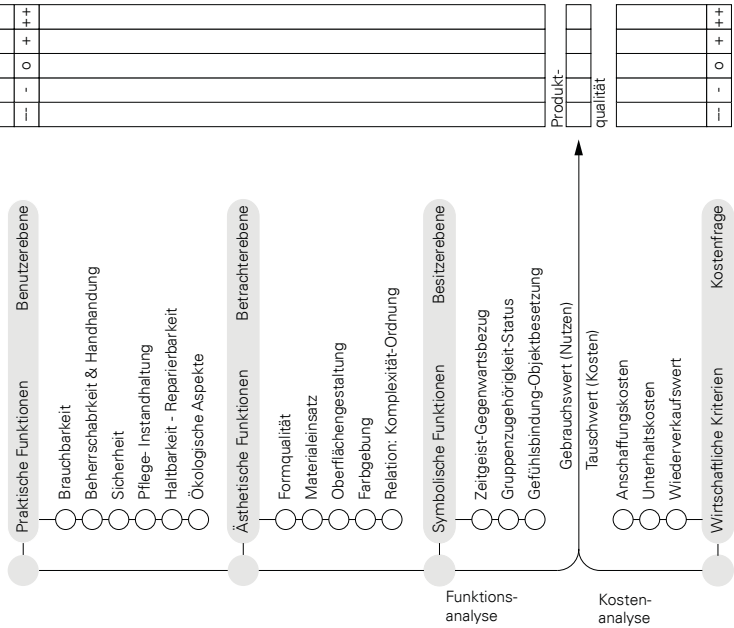 -- - o + ++
Praktische Funktionen Benutzerebene
Brauchbarkeit
Beherrschabrkeit & Handhandung
Sicherheit
Pflege- Instandhaltung
Haltbarkeit - Reparierbarkeit
Ökologische Aspekte
Ästhetische Funktionen Betrachterebene
Formqualität
Materialeinsatz
Oberflächengestaltung
Farbgebung
Relation: Komplexität-Ordnung
Symbolische Funktionen Besitzerebene
Zeitgeist-Gegenwartsbezug
Gruppenzugehörigkeit-Status
Gefühlsbindung-Objektbesetzung
Funktions-
analyse
Gebrauchswert (Nutzen)
Tauschwert (Kosten)
Produkt-
qualität
Kosten-
analyse
Anschaffungskosten
Unterhaltskosten
Wiederverkaufswert
Wirtschaftliche Kriterien Kostenfrage
-- - o + ++